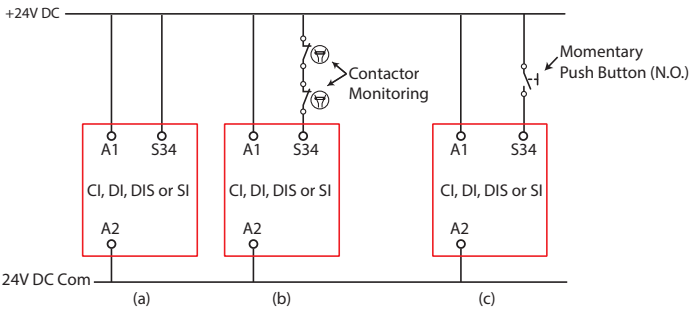 +24V DC
Contactor
Monitoring
Momentary
Push Button (N.O.)
A1 S34 A1 S34 A1 S34
CI, DI, DIS or SI CI, DI, DIS or SI CI, DI, DIS or SI
A2 A2 A2
24V DC Com
(a) (b) (c)